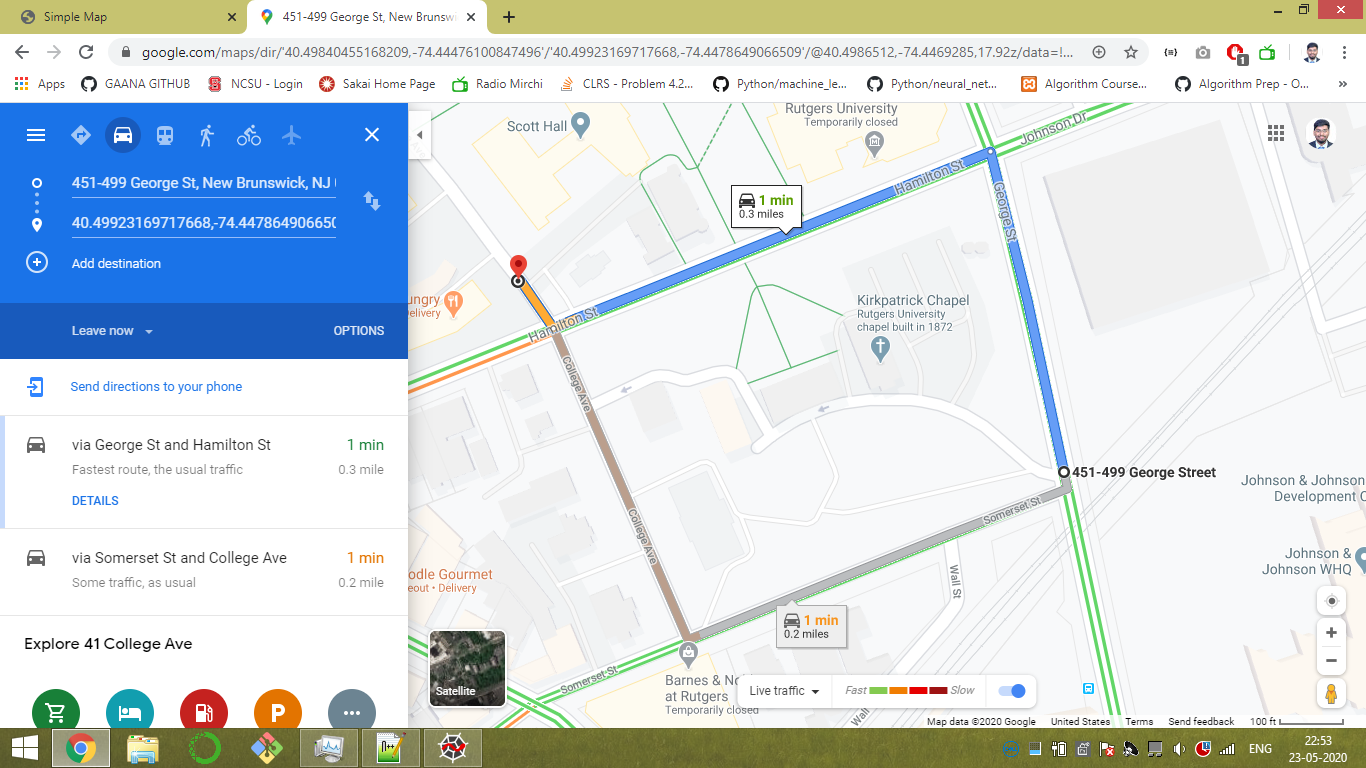 Simple Map
451-499 George St, New Brunswi
google.com/maps/dir/'40.49840455168209,-74.44476100847496'/'40.49923169717668,-74.4478649066509'/@40.4986512,-74.4469285,17.92z/data=!...
1
Apps
GAANA GITHUB
NCSU - Login
Sakai Home Page
Radio Mirchi
CLRS - Problem 4.2...
Python/machine_le...
Python/neural_net...
Algorithm Course...
Algorithm Prep - O...
»
451-499 George St, New Brunswick, NJ
40.49923169717668,-74.447864906650
Add destination
Leave now
OPTIONS
Send directions to your phone
via George St and Hamilton St
1 min
Fastest route, the usual traffic
0.3 mile
DETAILS
via Somerset St and College Ave
1 min
Some traffic, as usual
0.2 mile
Explore 41 College Ave
P
Scott Hall
Rutgers University
Temporarily closed
Johnson Dr
Hamilton St
George St
1 min
0.3 miles
ungry
elivery
Hamilton St
Kirkpatrick Chapel
Rutgers University
chapel built in 1872
College Ave
451-499 George Street
Johnson & Johnson
Development C
Somerset St
College Ave
Johnson &
Johnson WHQ
Wall St
odle Gourmet
eout • Delivery
1 min
0.2 miles
Somerset St
Barnes & No
at Rutgers
Temporarily closed
Satellite
Live traffic
Fast
Slow
Wall
Map data ©2020 Google
United States
Terms
Send feedback
100 ft
ENG
22:53
23-05-2020